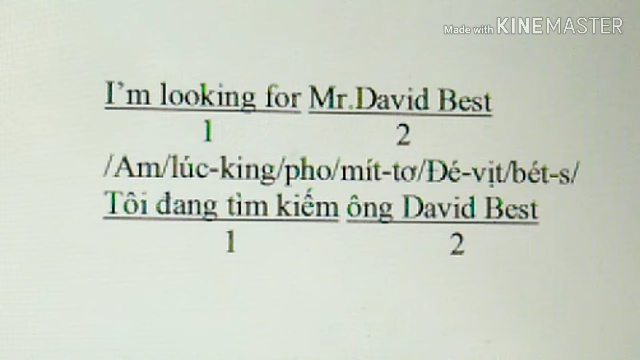 Made with KINEMASTER
I'm looking for Mr.David Best
1 2
/Am/lúc-king/pho/mít-tơ/Đé-vịt/bét-s/
Tôi đang tìm kiếm ông David Best
1 2